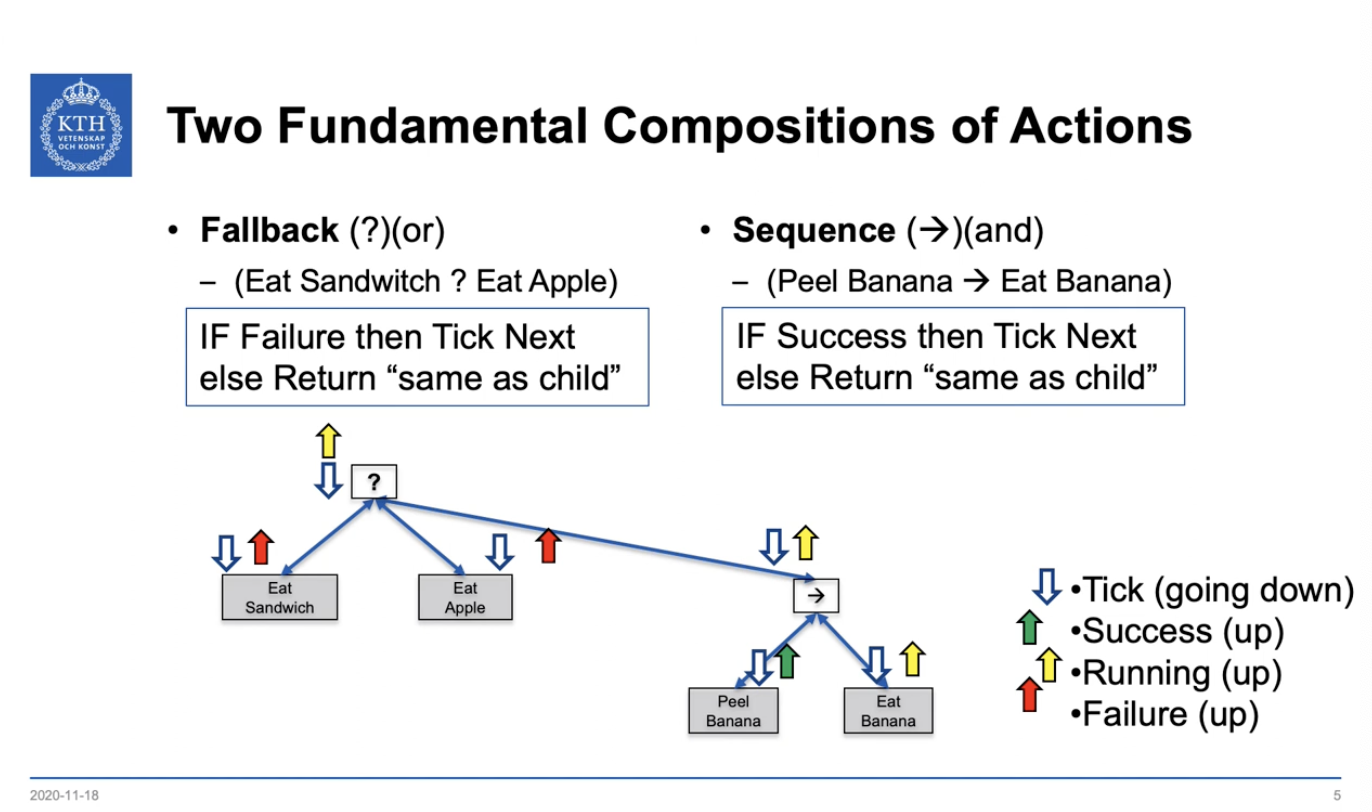 KTH
VETENSKAP
OCH KONST
Two Fundamental Compositions of Actions
• Fallback (?)(or)
– (Eat Sandwitch ? Eat Apple)
IF Failure then Tick Next
else Return “same as child”
• Sequence (→)(and)
– (Peel Banana → Eat Banana)
IF Success then Tick Next
else Return “same as child”
?
Eat
Sandwich
Eat
Apple
→
Peel
Banana
Eat
Banana
•Tick (going down)
•Success (up)
•Running (up)
•Failure (up)
2020-11-18
5